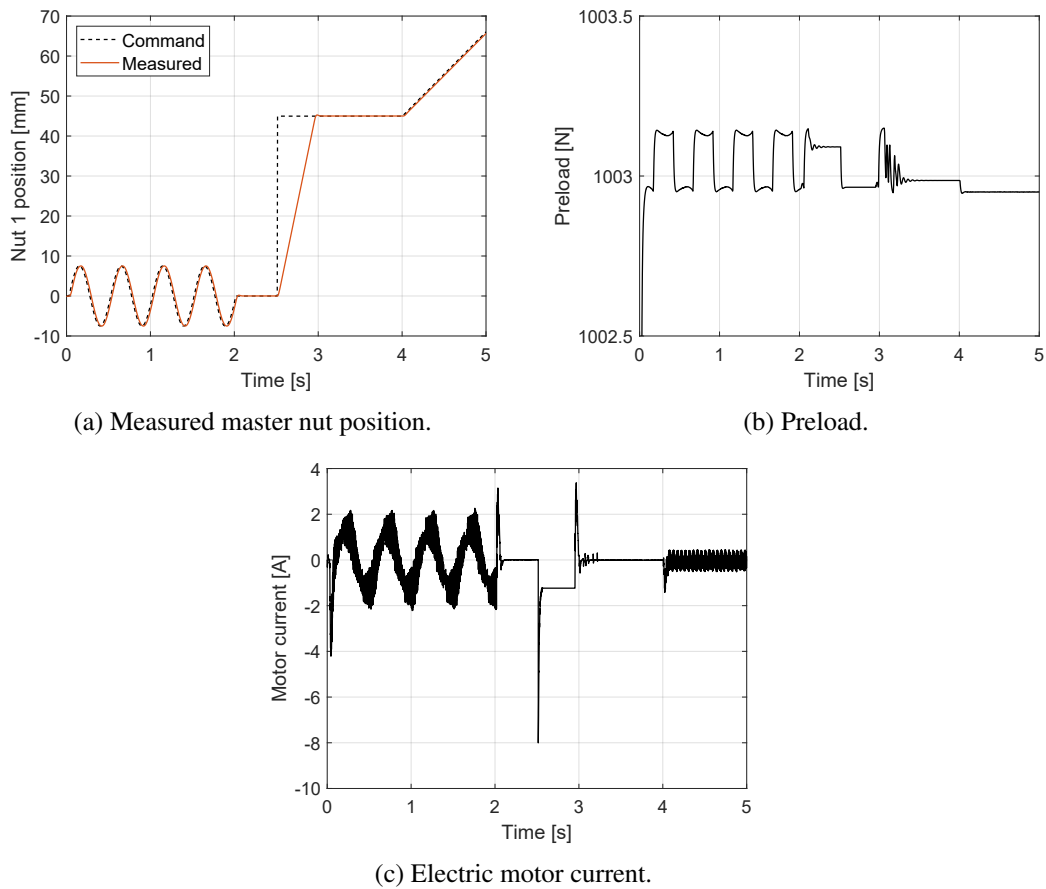 70
60
50
40
30
20
10
0
-10
Nut 1 position [mm]
Command
Measured
0 1 2 3 4 5
Time [s]
(a) Measured master nut position.
1003.5
1003
1002.5
Preload [N]
0 1 2 3 4 5
Time [s]
(b) Preload.
4
2
0
-2
-4
-6
-8
-10
Motor current [A]
0 1 2 3 4 5
Time [s]
(c) Electric motor current.